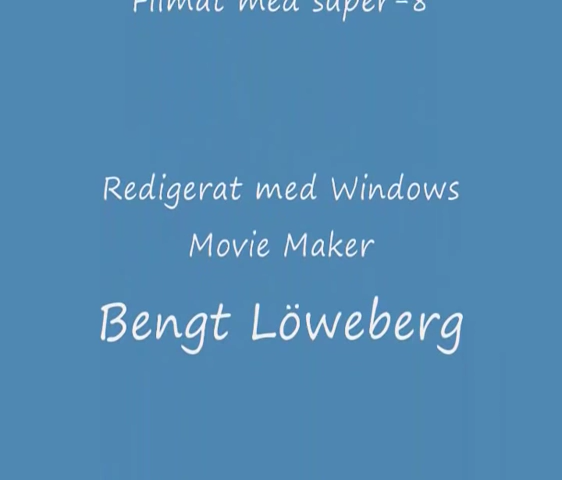 Filmat med super-8
Redigerat med Windows
Movie Maker
Bengt Löweberg